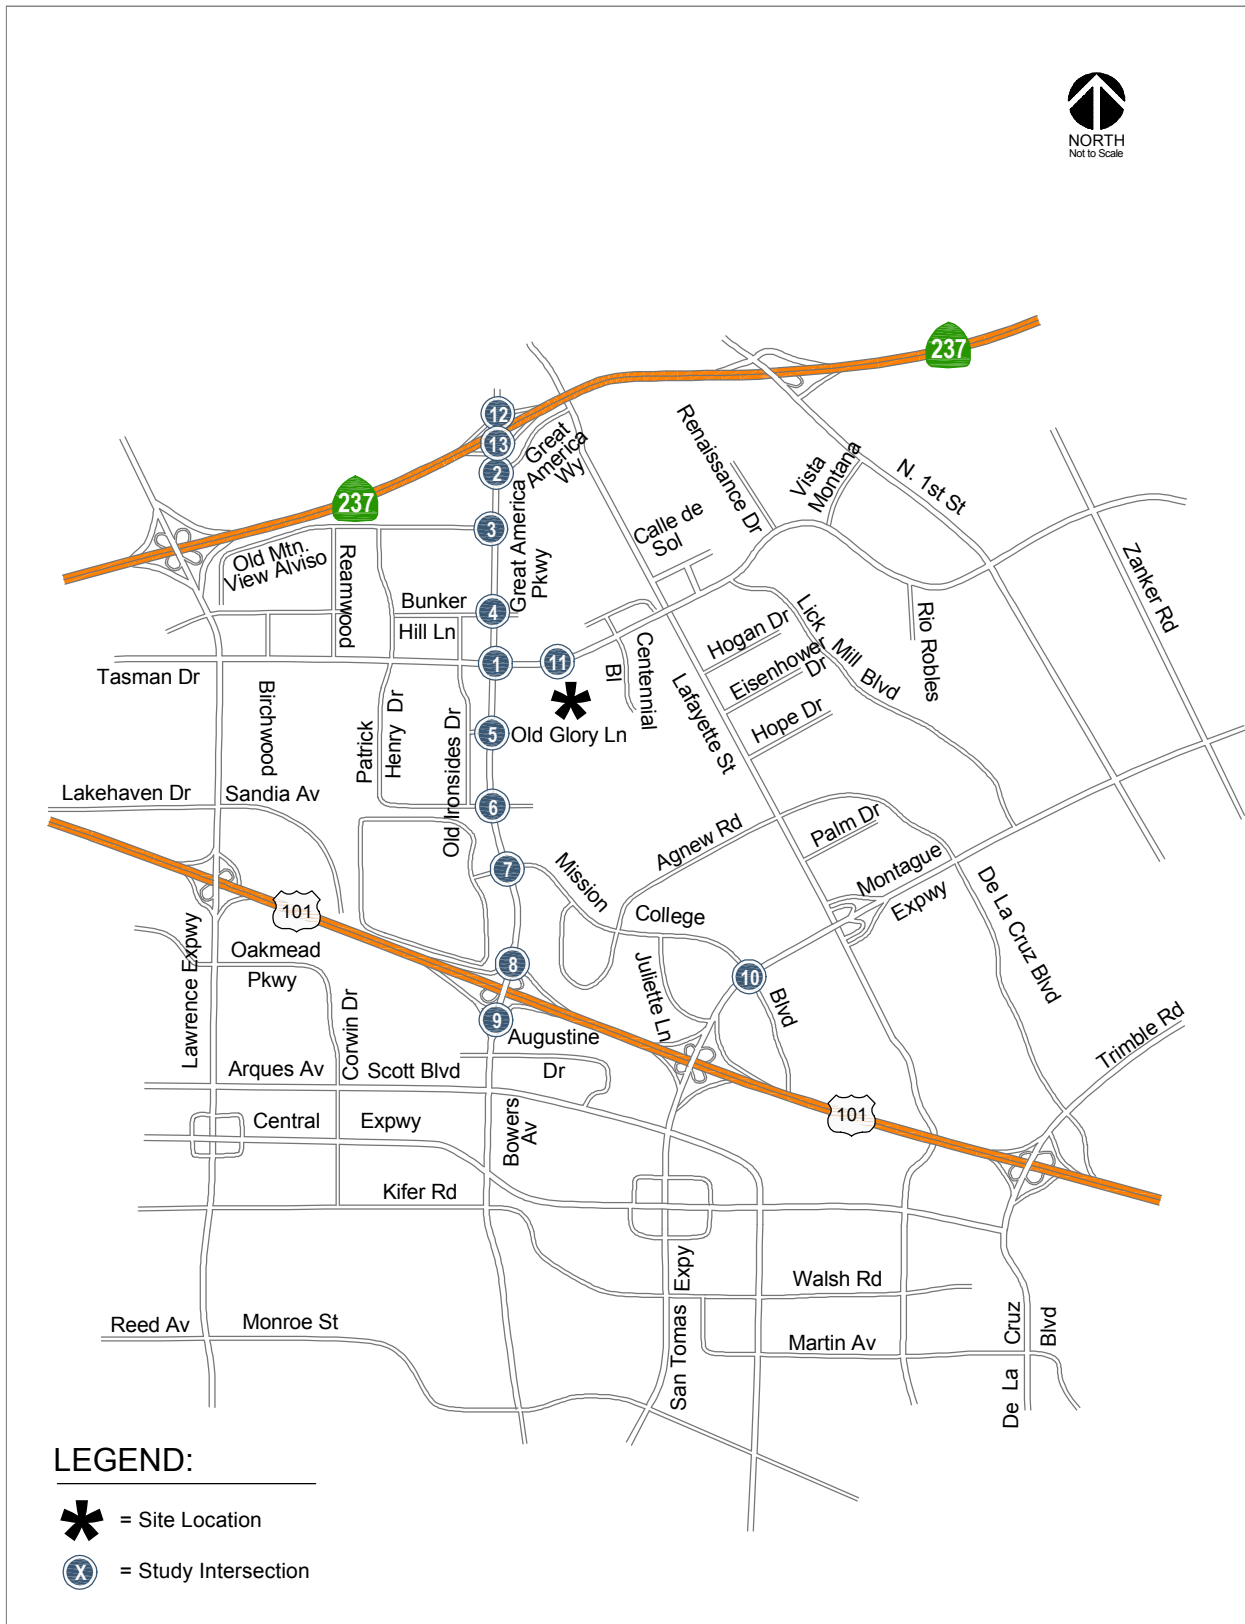 NORTH
Not to Scale
237
237
12
13
2
3
4
1
11
5
6
7
8
9
10
Great
America
Wy
Great America
Pkwy
Renaissance Dr
Vista
Montana
N. 1st St
Zanker Rd
Calle de
Sol
Old Mtn.
View Alviso
Reamwood
Bunker
Hill Ln
Centennial
Bl
Hogan Dr
Eisenhower
Dr
Hope Dr
Lick Mill Blvd
Rio Robles
Tasman Dr
Birchwood
Patrick
Henry Dr
Old Ironsides Dr
Old Glory Ln
Lafayette St
Lakehaven Dr
Sandia Av
Agnew Rd
Palm Dr
Montague
Expwy
Mission
College
Blvd
Juliette Ln
De La Cruz Blvd
Trimble Rd
101
101
Lawrence Expwy
Oakmead
Pkwy
Corwin Dr
Augustine
Dr
Arques Av
Scott Blvd
Bowers
Av
Central
Expwy
Kifer Rd
San Tomas Expy
Walsh Rd
Martin Av
De La Cruz
Blvd
Reed Av
Monroe St
LEGEND:
= Site Location
X
= Study Intersection